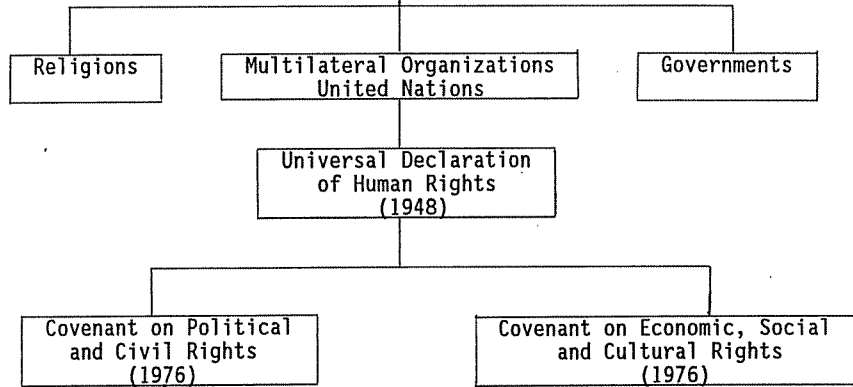 Religions
Multilateral Organizations
United Nations
Governments
Universal Declaration
of Human Rights
(1948)
Covenant on Political
and Civil Rights
(1976)
Covenant on Economic, Social
and Cultural Rights
(1976)